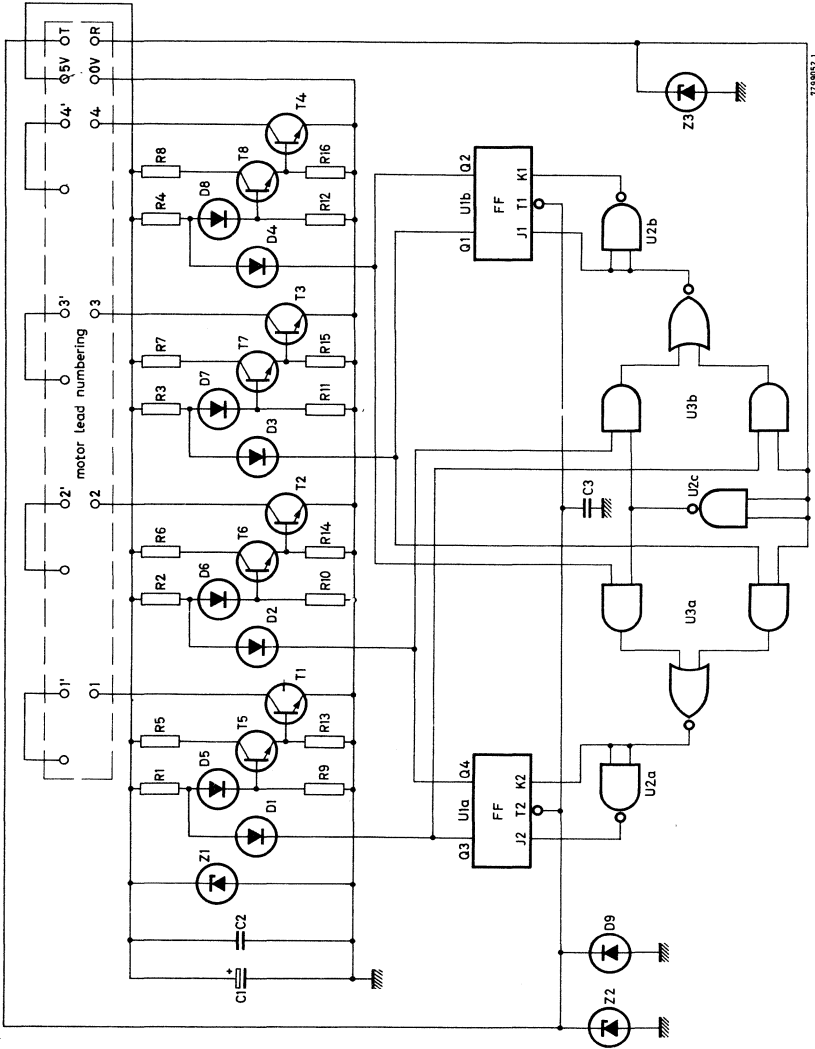 1' 2' 3' 4' 5V T
motor lead numbering
1 2 3 4 0V R
R1 R5 R2 R6 R3 R7 R4 R8
Z1 D5 D6 D7 D8
C1 + C2 D1 T5 D2 T6 D3 T7 D4 T8
T1 T2 T3 T4
R9 R13 R10 R14 R11 R15 R12 R16
Q3 Q4 Q1 Q2
U1a U1b
FF FF
J2 T2 K2 J1 T1 K1
C3
Z2 D9 U2a U2b
U3a U2c U3b
Z3